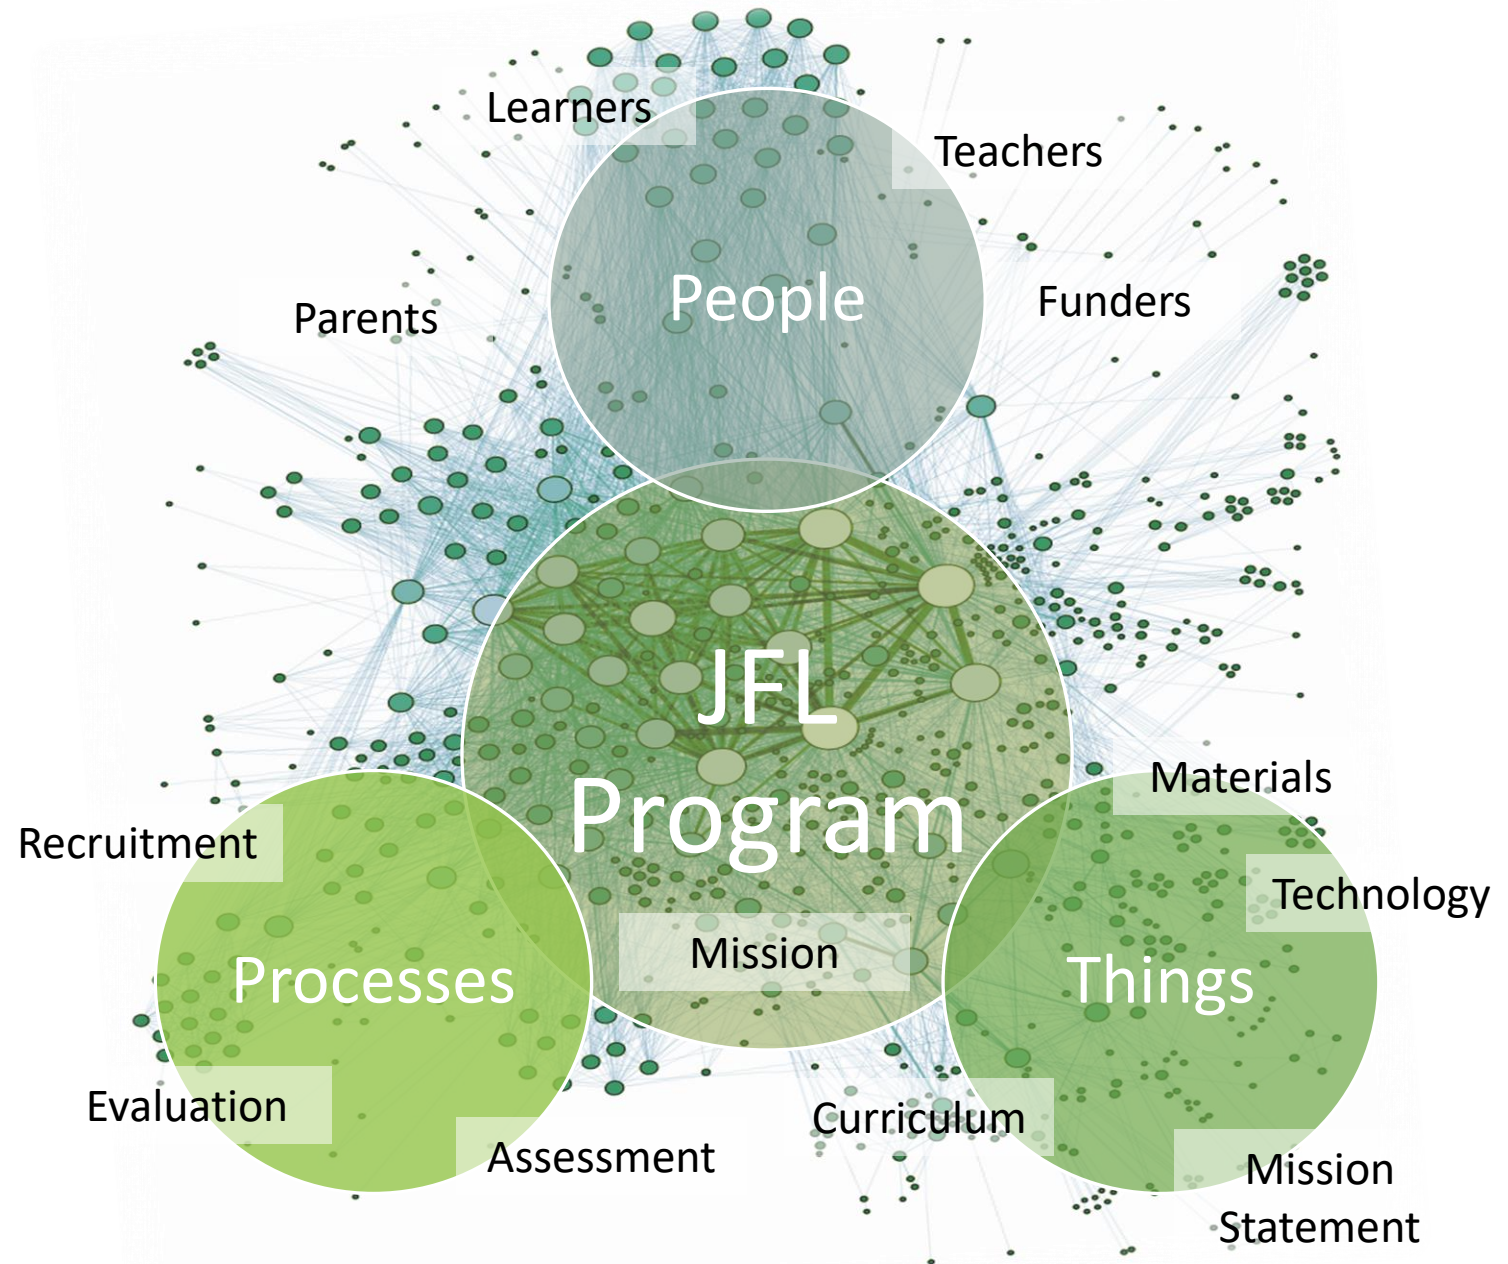 Learners
Teachers
People
Funders
Parents
JFL
Program
Materials
Recruitment
Technology
Mission
Processes
Things
Evaluation
Curriculum
Assessment
Mission
Statement